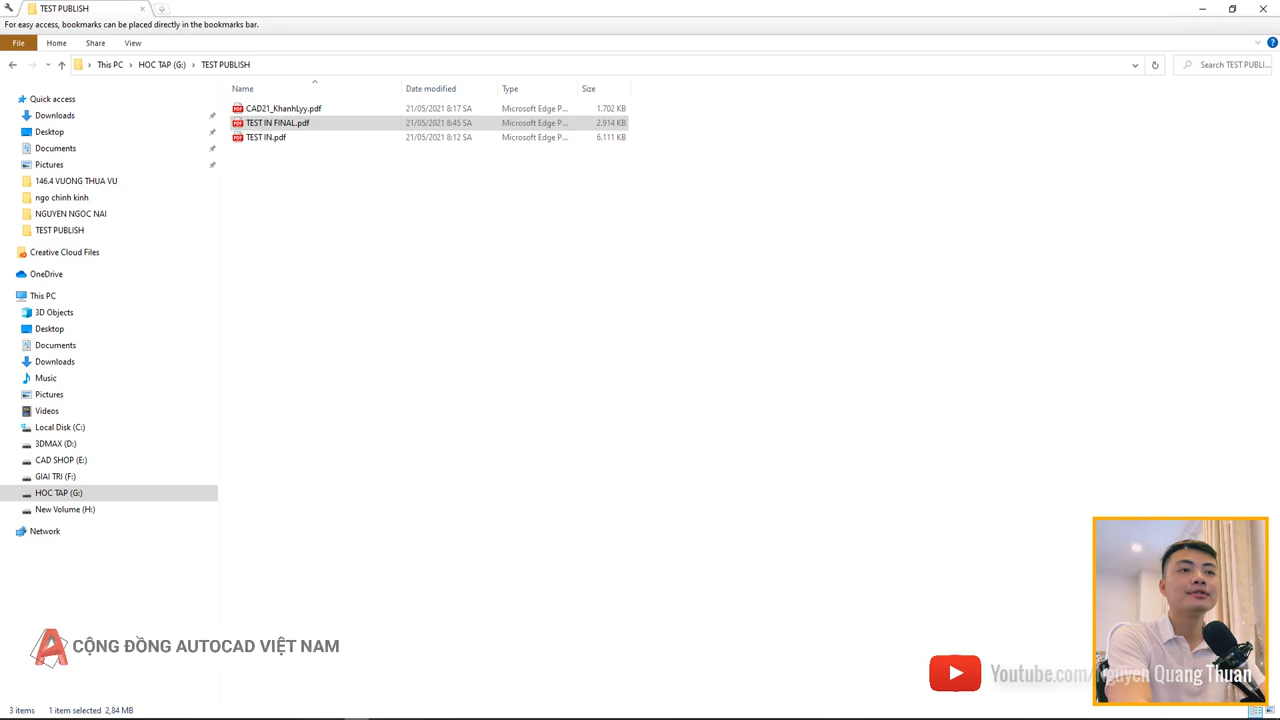 TEST PUBLISH
For easy access, bookmarks can be placed directly in the bookmarks bar.
File Home Share View
This PC HOC TAP (G:) TEST PUBLISH
Search TEST PUBLI...
Name Date modified Type Size
CAD21_KhanhLyy.pdf 21/05/2021 8:17 SA Microsoft Edge P... 1.702 KB
TEST IN FINAL.pdf 21/05/2021 8:45 SA Microsoft Edge P... 2.914 KB
TEST IN.pdf 21/05/2021 8:12 SA Microsoft Edge P... 6.111 KB
Quick access
Downloads
Desktop
Documents
Pictures
146.4 VUONG THUA VU
ngo chinh kinh
NGUYEN NGOC NAI
TEST PUBLISH
Creative Cloud Files
OneDrive
This PC
3D Objects
Desktop
Documents
Downloads
Music
Pictures
Videos
Local Disk (C:)
3DMAX (D:)
CAD SHOP (E:)
GIAI TRI (F:)
HOC TAP (G:)
New Volume (H:)
Network
CỘNG ĐỒNG AUTOCAD VIỆT NAM
Youtube.com/Nguyen Quang Thuan
3 items 1 item selected 2,84 MB